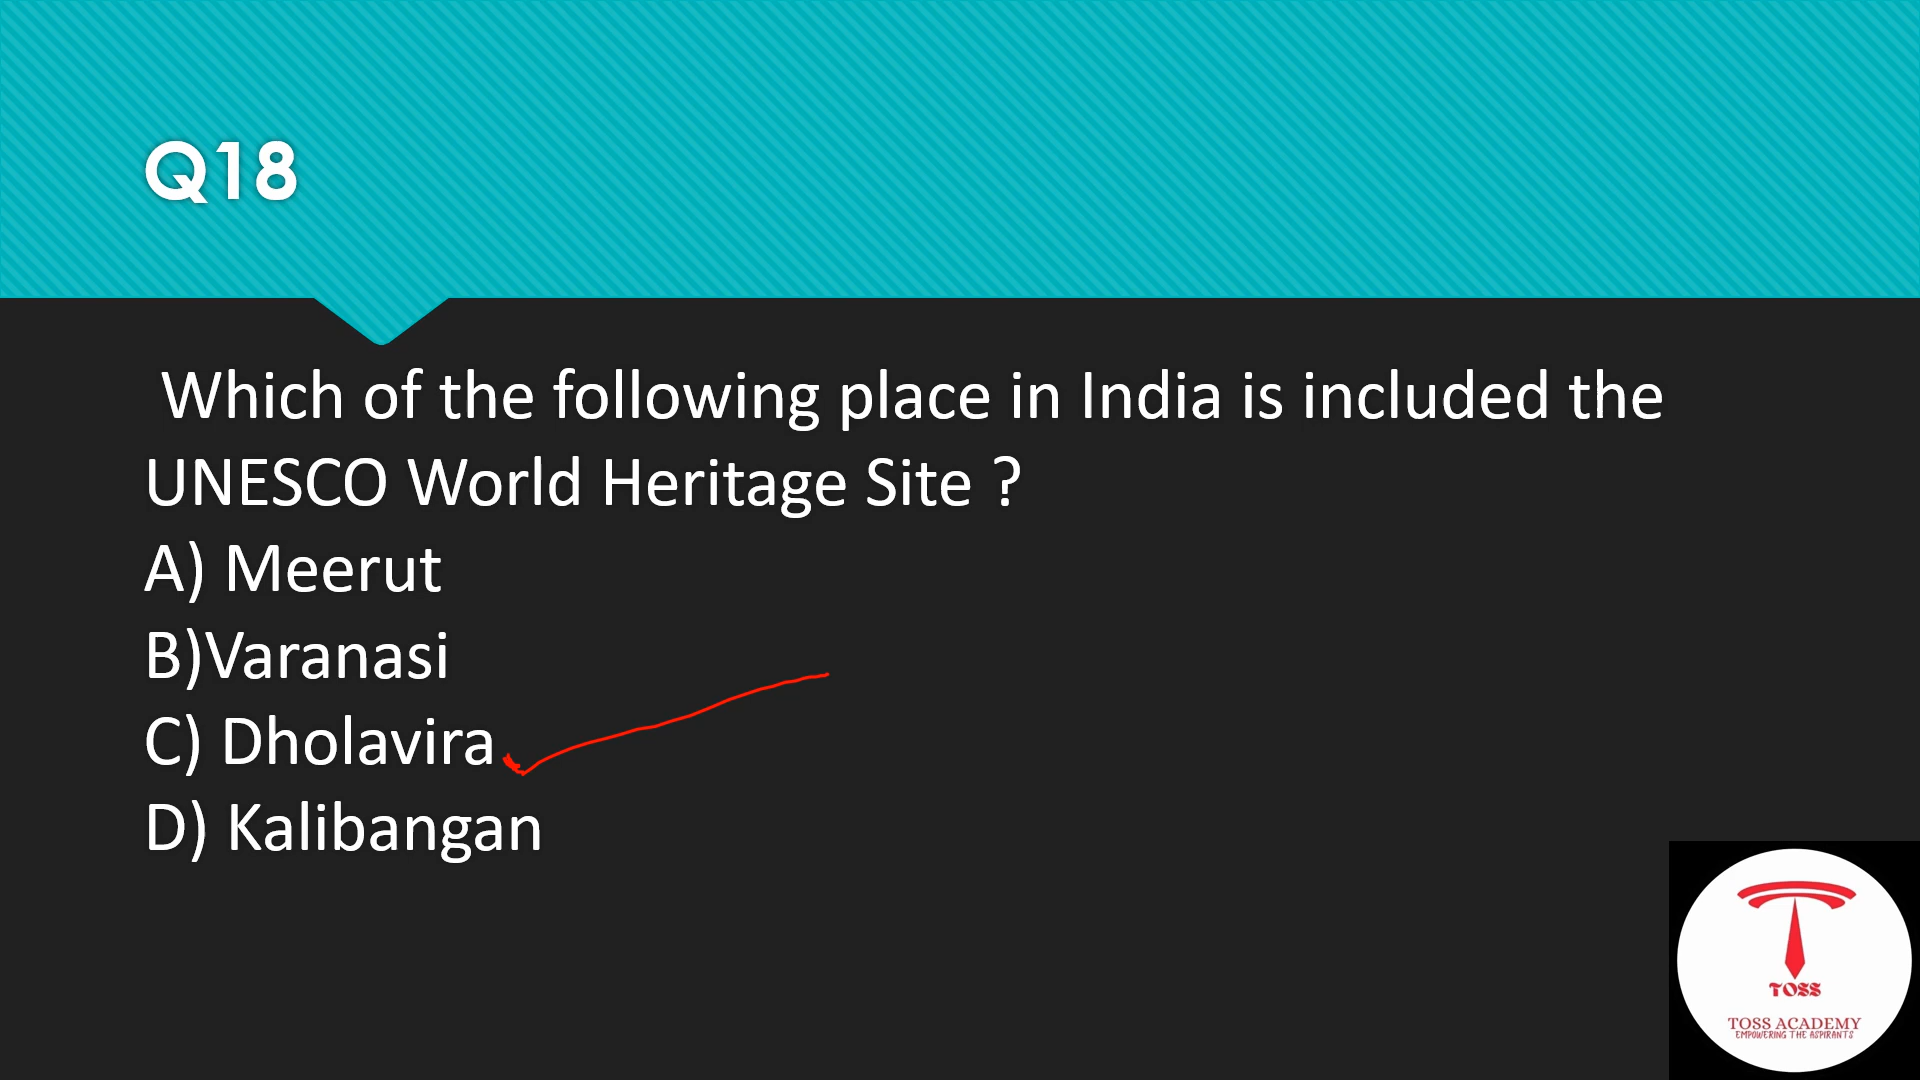 Q18
Which of the following place in India is included the
UNESCO World Heritage Site ?
A) Meerut
B)Varanasi
C) Dholavira
D) Kalibangan
TOSS
TOSS ACADEMY
EMPOWERING THE ASPIRANTS